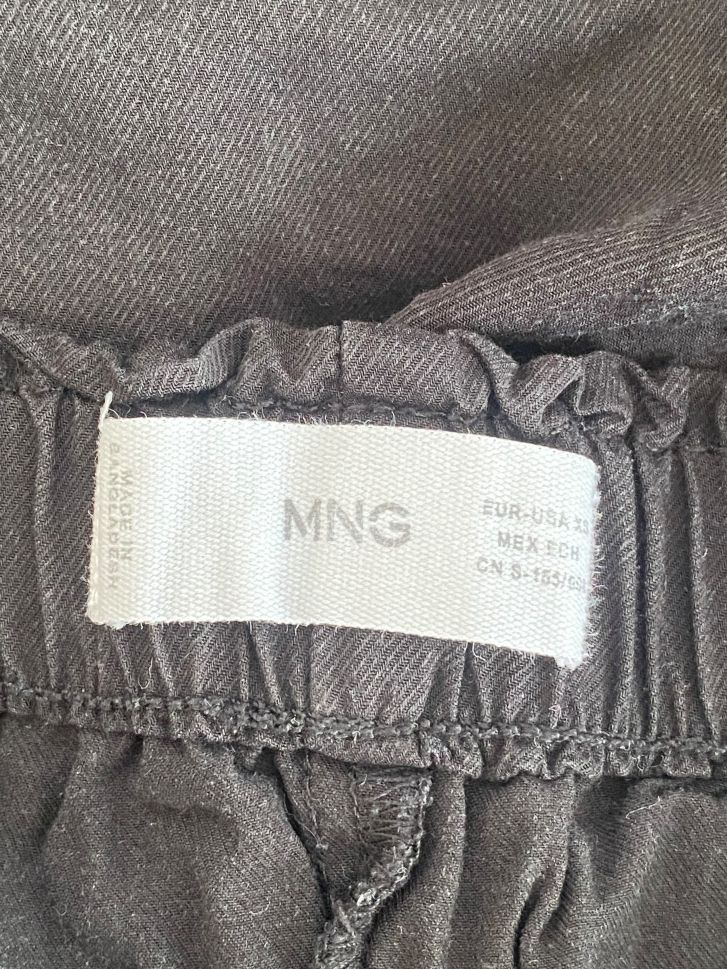 MADE IN
BANGLADESH
MNG
EUR-USA XS
MEX ECH
CN S-155/